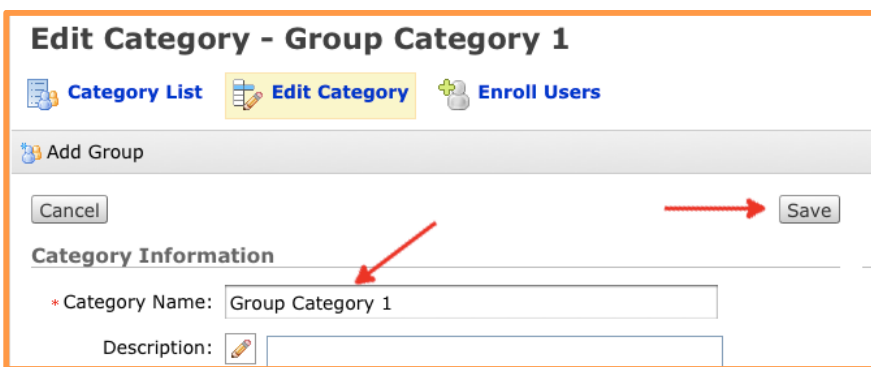 Edit Category - Group Category 1
Category List Edit Category Enroll Users
Add Group
Cancel Save
Category Information
* Category Name: Group Category 1
Description: